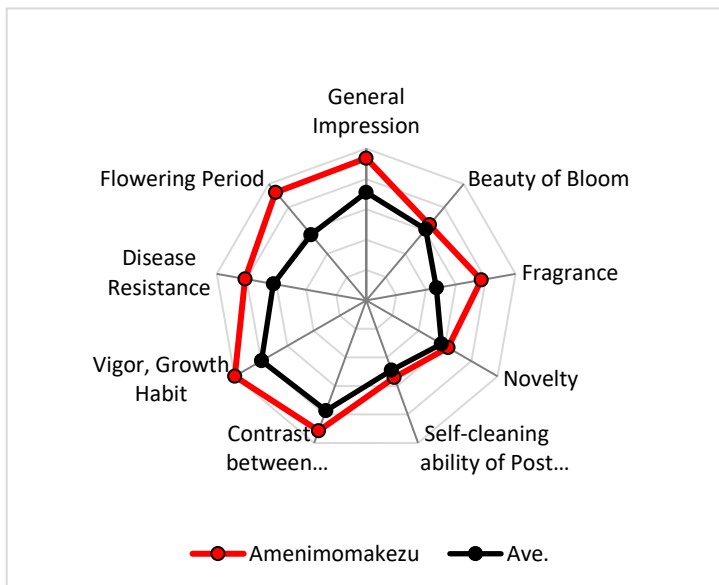 General
Impression
Beauty of Bloom
Fragrance
Novelty
Self-cleaning
ability of Post...
Contrast
between...
Vigor, Growth
Habit
Disease
Resistance
Flowering Period
Amenimomakezu
Ave.